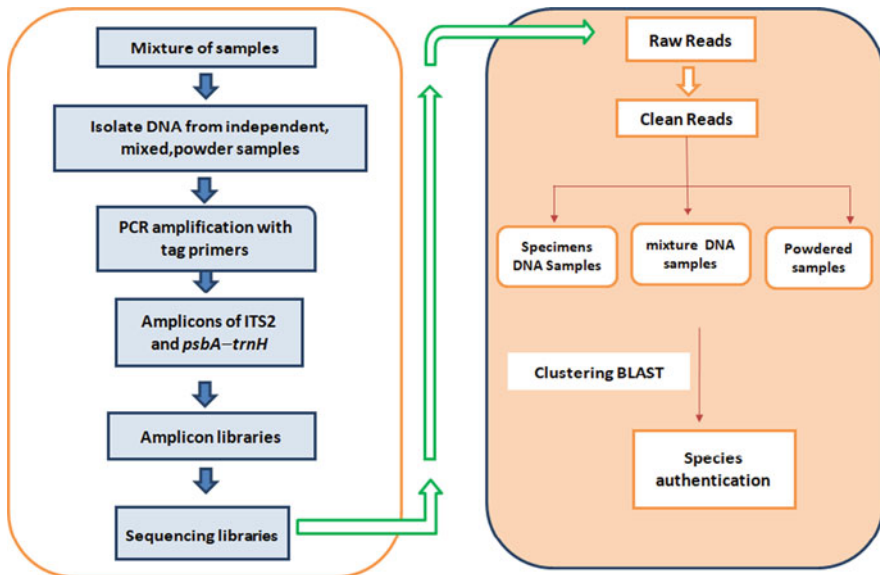 Mixture of samples
Isolate DNA from independent,
mixed,powder samples
PCR amplification with
tag primers
Amplicons of ITS2
and psbA–trnH
Amplicon libraries
Sequencing libraries
Raw Reads
Clean Reads
Specimens
DNA Samples
mixture DNA
samples
Powdered
samples
Clustering BLAST
Species
authentication